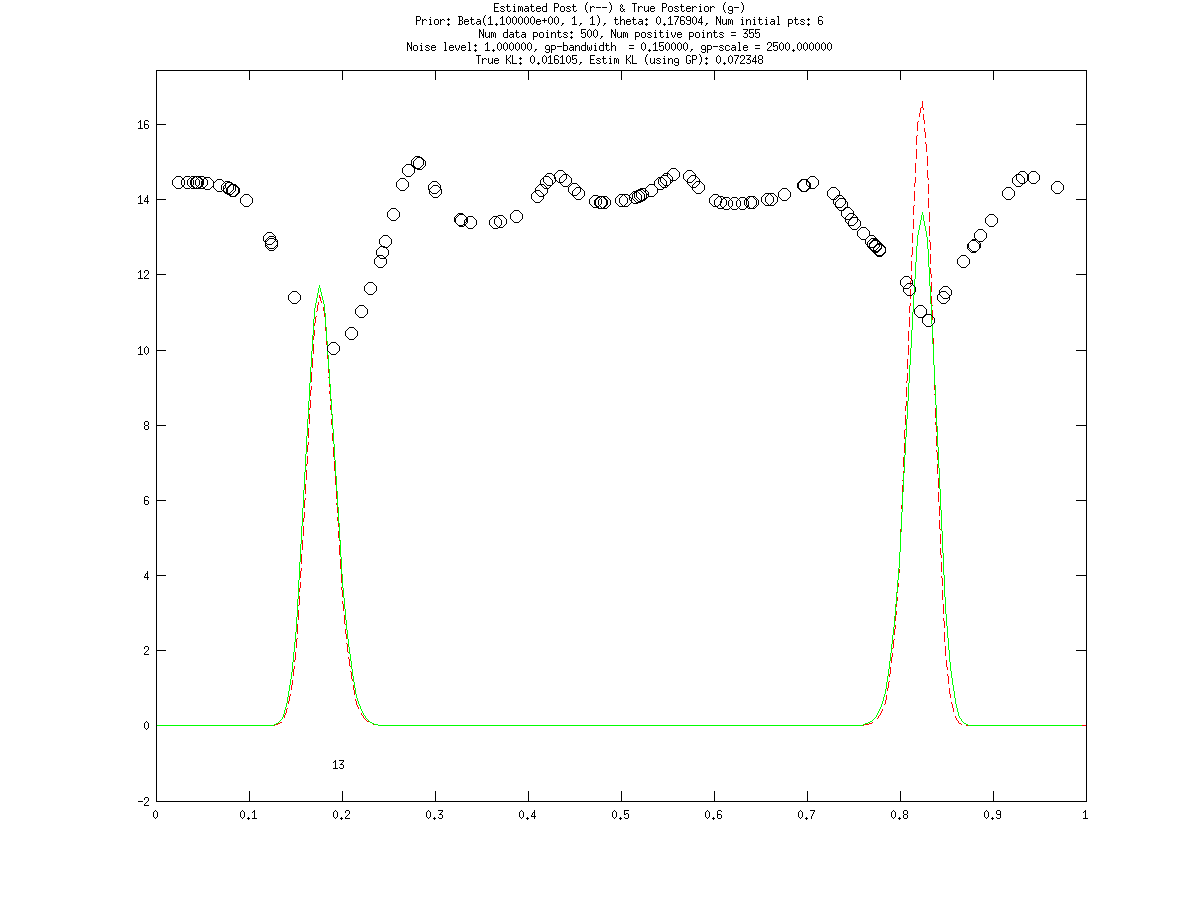 Estimated Post (r--) & True Posterior (g-)
Prior: Beta(1.100000e+00, 1, 1), theta: 0.176904, Num initial pts: 6
Num data points: 500, Num positive points = 355
Noise level: 1.000000, gp-bandwidth  = 0.150000, gp-scale = 2500.000000
True KL: 0.016105, Estim KL (using GP): 0.072348
16
14
12
10
8
6
4
2
0
13
-2
0 0.1 0.2 0.3 0.4 0.5 0.6 0.7 0.8 0.9 1